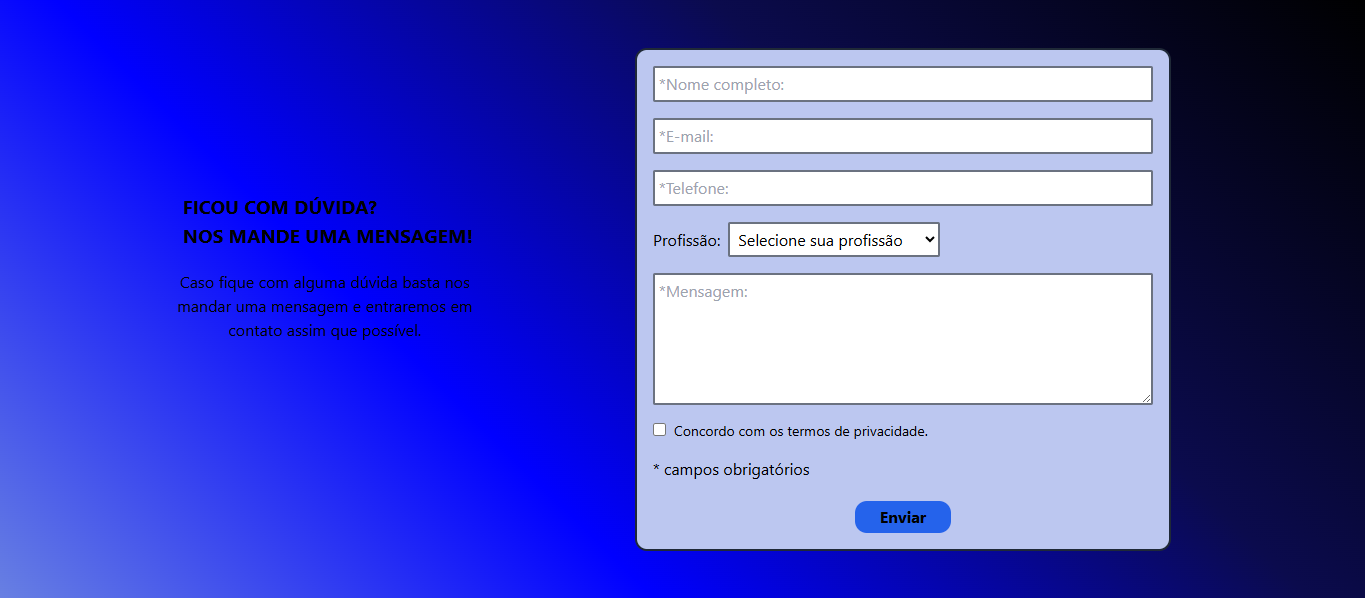 FICOU COM DÚVIDA?
NOS MANDE UMA MENSAGEM!
Caso fique com alguma dúvida basta nos
mandar uma mensagem e entraremos em
contato assim que possível.
*Nome completo:
*E-mail:
*Telefone:
Profissão: Selecione sua profissão
*Mensagem:
Concordo com os termos de privacidade.
* campos obrigatórios
Enviar